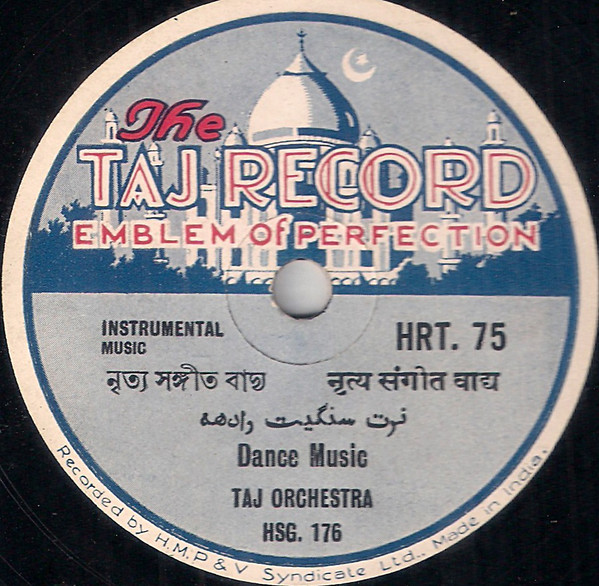 The
TAJ RECORD
EMBLEM of PERFECTION
INSTRUMENTAL
MUSIC
HRT. 75
নৃত্য সঙ্গীত বাদ্য
नृत्य संगीत वाद्य
نرت سنگیت وادھہ
Dance Music
TAJ ORCHESTRA
HSG. 176
Recorded by H.M.P & V Syndicate Ltd., Made in India.